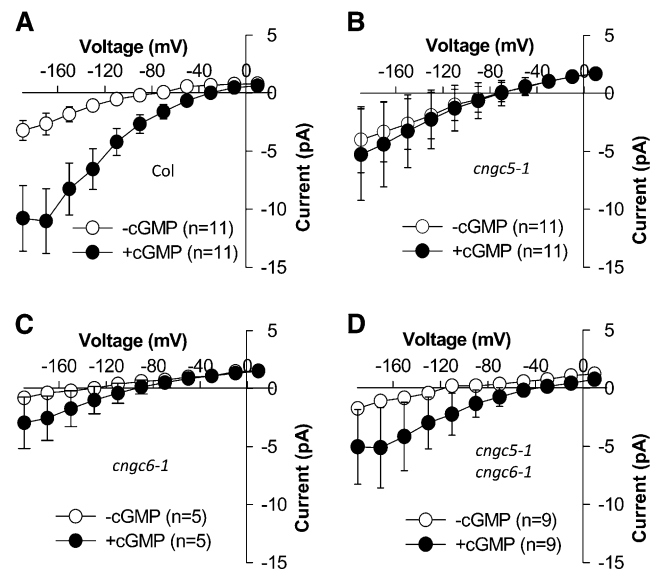 A
Voltage (mV)
-160 -120 -80 -40 0
5
0
-5
-10
-15
Current (pA)
Col
-cGMP (n=11)
+cGMP (n=11)
B
Voltage (mV)
-160 -120 -80 -40 0
5
0
-5
-10
-15
Current (pA)
cngc5-1
-cGMP (n=11)
+cGMP (n=11)
C
Voltage (mV)
-160 -120 -80 -40 0
5
0
-5
-10
-15
Current (pA)
cngc6-1
-cGMP (n=5)
+cGMP (n=5)
D
Voltage (mV)
-160 -120 -80 -40 0
5
0
-5
-10
-15
Current (pA)
cngc5-1
cngc6-1
-cGMP (n=9)
+cGMP (n=9)